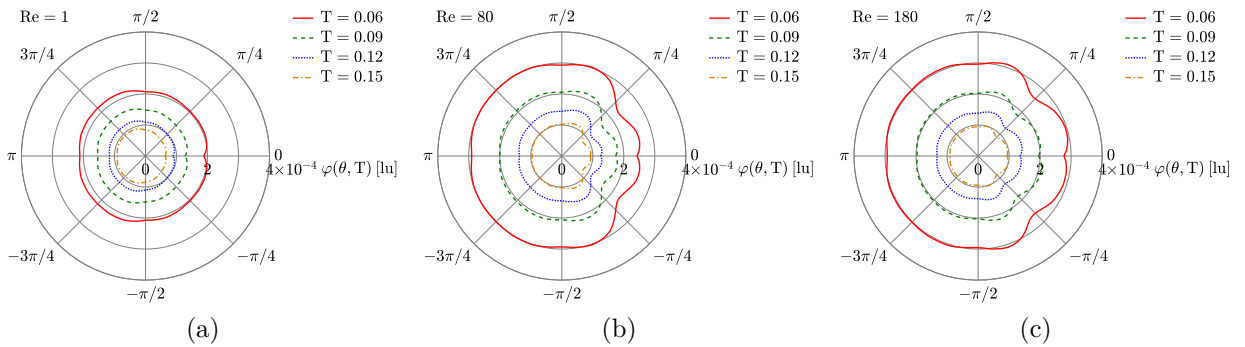 Re = 1
π/2
T = 0.06
T = 0.09
T = 0.12
T = 0.15
3π/4
π/4
π
0
0
2
4×10⁻⁴ φ(θ, T) [lu]
−3π/4
−π/4
−π/2
(a)
Re = 80
π/2
T = 0.06
T = 0.09
T = 0.12
T = 0.15
3π/4
π/4
π
0
0
2
4×10⁻⁴ φ(θ, T) [lu]
−3π/4
−π/4
−π/2
(b)
Re = 180
π/2
T = 0.06
T = 0.09
T = 0.12
T = 0.15
3π/4
π/4
π
0
0
2
4×10⁻⁴ φ(θ, T) [lu]
−3π/4
−π/4
−π/2
(c)